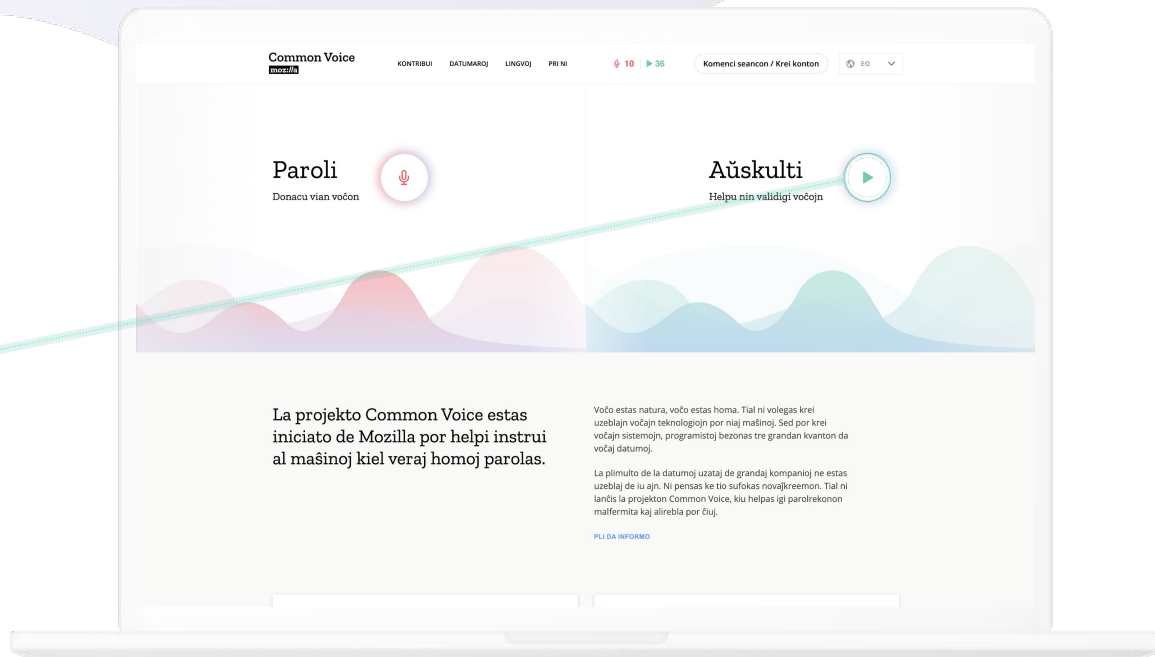 Common Voice
moz://a
KONTRIBUI
DATUMAROJ
LINGVOJ
PRI NI
10
36
Komenci seancon / Krei konton
EO
Paroli
Donacu vian voĉon
Aŭskulti
Helpu nin validigi voĉojn
La projekto Common Voice estas
iniciato de Mozilla por helpi instrui
al maŝinoj kiel veraj homoj parolas.
Voĉo estas natura, voĉo estas homa. Tial ni volegas krei
uzeblajn voĉajn teknologiojn por niaj maŝinoj. Sed por krei
voĉajn sistemojn, programistoj bezonas tre grandan kvanton da
voĉaj datumoj.
La plimulto de la datumoj uzataj de grandaj kompanioj ne estas
uzeblaj de iu ajn. Ni pensas ke tio sufokas novaĵkreemon. Tial ni
lanĉis la projekton Common Voice, kiu helpas igi parolrekonon
malfermita kaj alirebla por ĉiuj.
PLI DA INFORMO